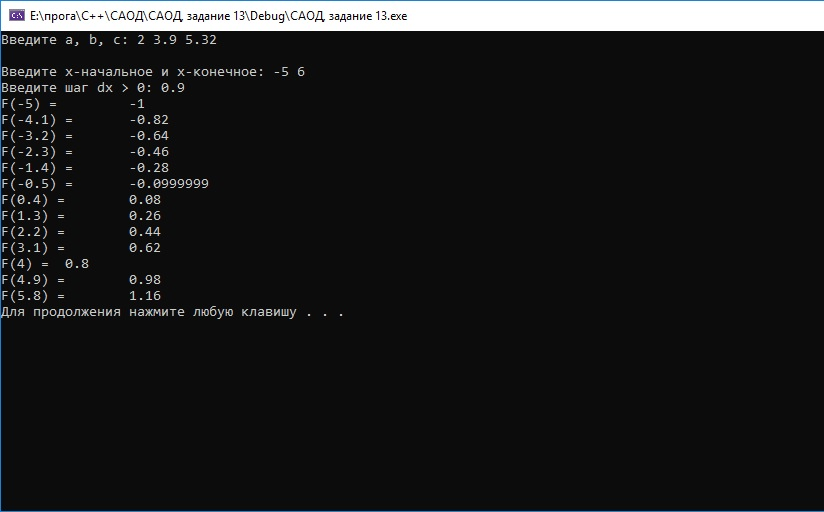 E:\прога\C++\САОД\САОД, задание 13\Debug\САОД, задание 13.exe
Введите a, b, c: 2 3.9 5.32
Введите x-начальное и x-конечное: -5 6
Введите шаг dx > 0: 0.9
F(-5) =         -1
F(-4.1) =       -0.82
F(-3.2) =       -0.64
F(-2.3) =       -0.46
F(-1.4) =       -0.28
F(-0.5) =       -0.0999999
F(0.4) =        0.08
F(1.3) =        0.26
F(2.2) =        0.44
F(3.1) =        0.62
F(4) =  0.8
F(4.9) =        0.98
F(5.8) =        1.16
Для продолжения нажмите любую клавишу . . .